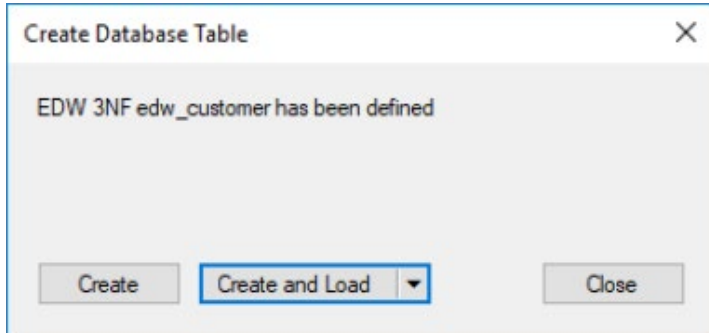 Create Database Table
EDW 3NF edw_customer has been defined
Create
Create and Load
Close